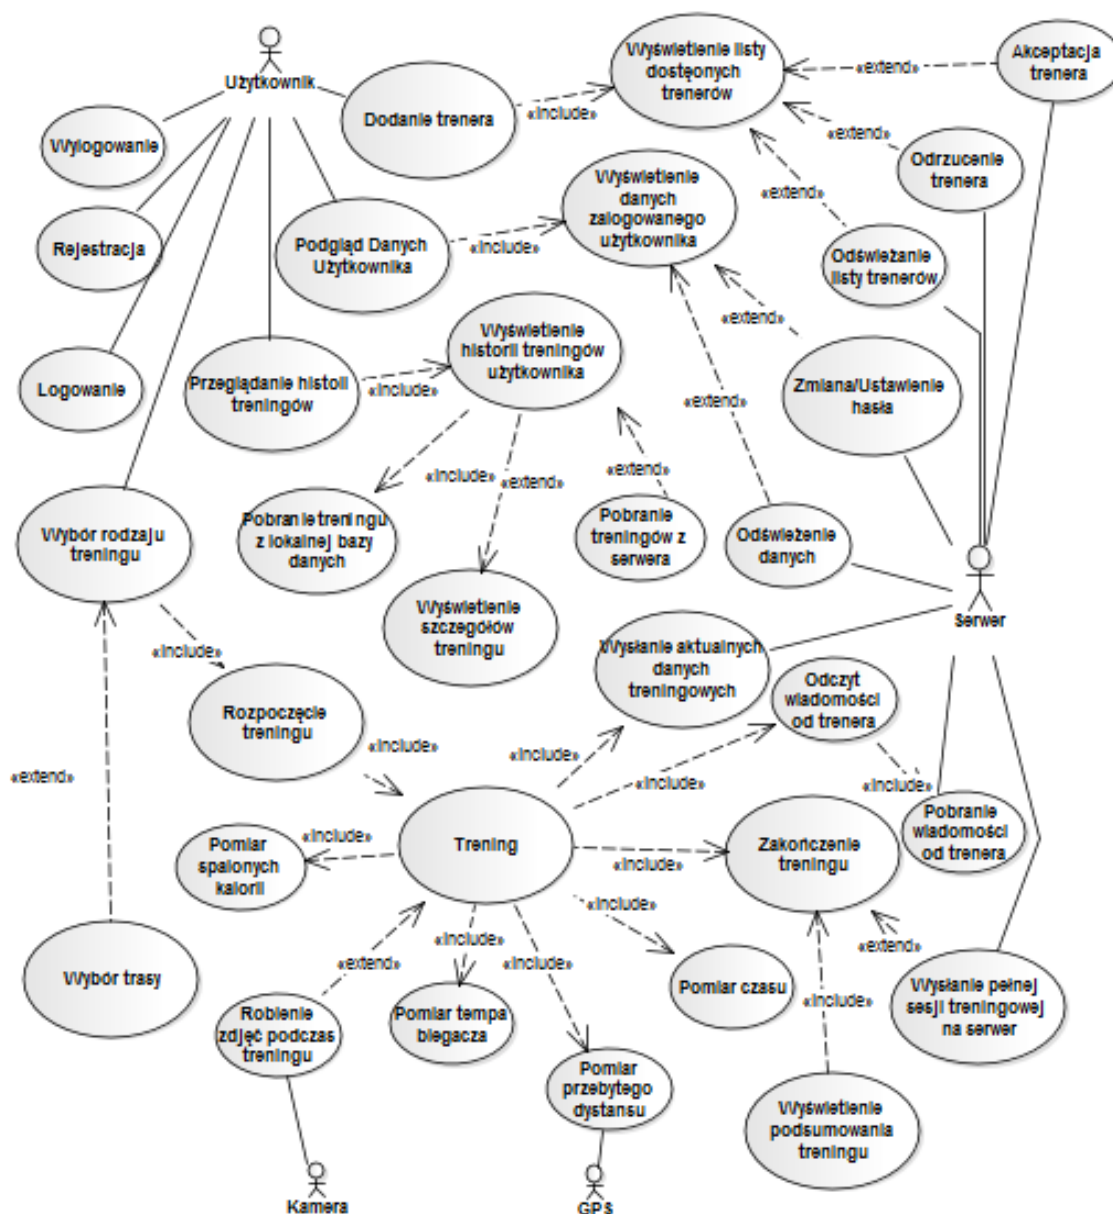 Użytkownik
Wylogowanie
Rejestracja
Logowanie
Dodanie trenera
«include»
Wyświetlenie listy
dostęonych
trenerów
«extend»
Akceptacja
trenera
«extend»
Odrzucenie
trenera
«extend»
Odświeżanie
listy trenerów
Podgląd Danych
Użytkownika
«include»
Wyświetlenie
danych
zalogowanego
użytkownika
«extend»
Zmiana/Ustawienie
hasła
«extend»
Odświeżenie
danych
Przeglądanie histoii
treningów
«include»
Wyświetlenie
historii treningów
użytkownika
«include»
«extend»
«extend»
Pobranie treningu
z lokalnej bazy
danych
Wyświetlenie
szczegółów
treningu
Pobranie
treningów z
serwera
Serwer
Wybór rodzaju
treningu
«include»
Rozpoczęcie
treningu
«include»
«extend»
Wybór trasy
Wysłanie aktualnych
danych
treningowych
Odczyt
wiadomości
od trenera
«include»
«include»
«include»
Pobranie
wiadomości
od trenera
Trening
«include»
Pomiar
spalonych
kalorii
«include»
Zakończenie
treningu
«include»
Pomiar czasu
«extend»
«include»
«include»
Robienie
zdjęć podczas
treningu
Pomiar tempa
biegacza
Pomiar
przebytego
dystansu
«extend»
Wysłanie pełnej
sesji treningowej
na serwer
«include»
Wyświetlenie
podsumowania
treningu
Kamera
GPS